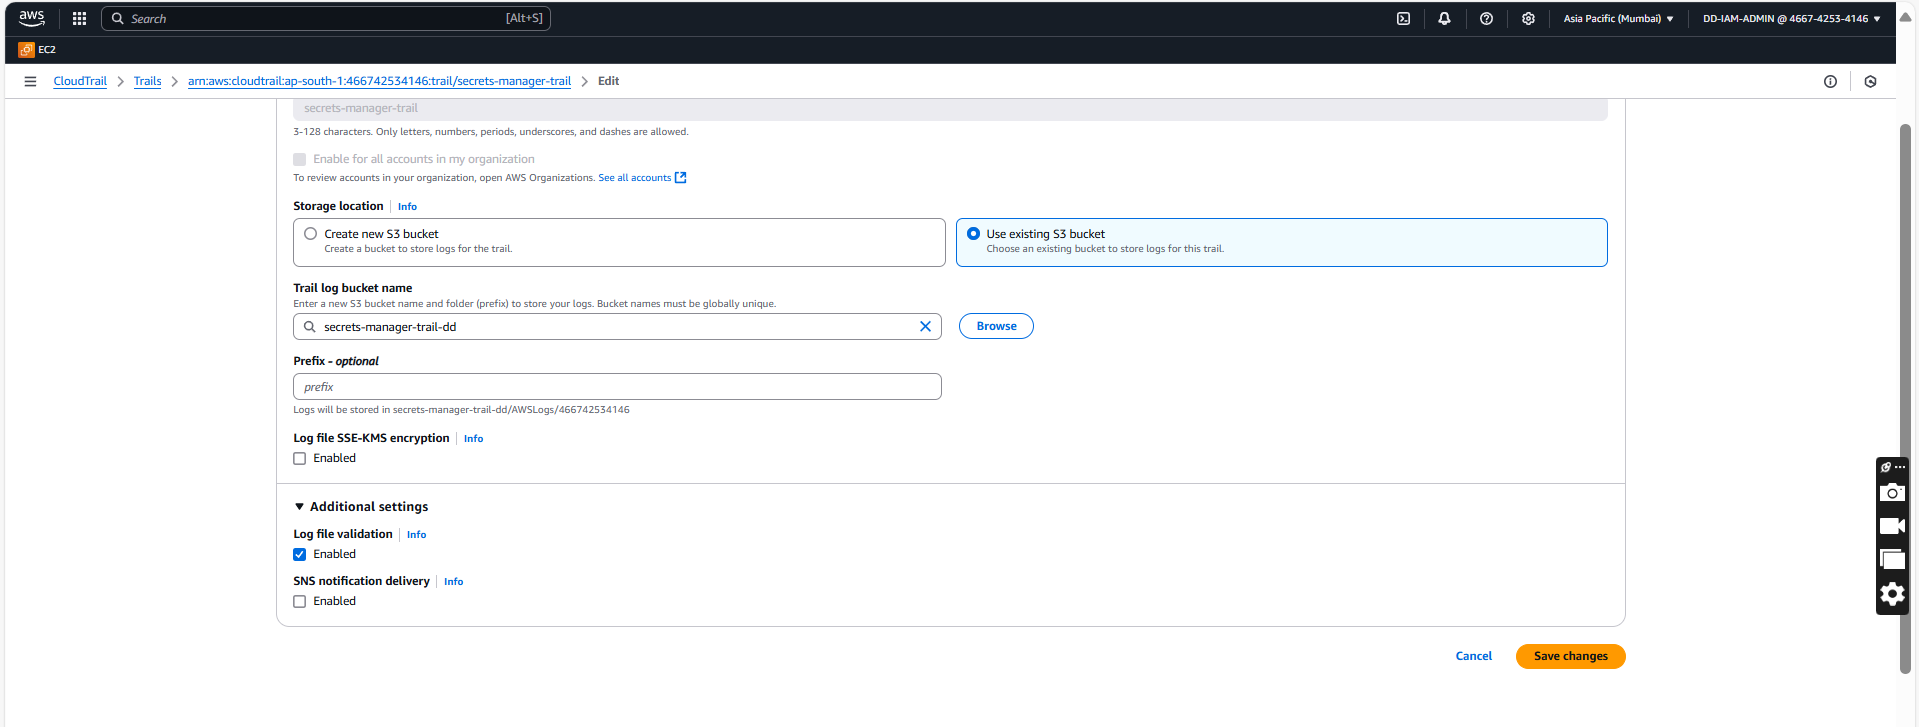 aws
Search [Alt+S]
Asia Pacific (Mumbai) ▼
DD-IAM-ADMIN @ 4667-4253-4146 ▼
EC2
CloudTrail > Trails > arn:aws:cloudtrail:ap-south-1:466742534146:trail/secrets-manager-trail > Edit
secrets-manager-trail
3-128 characters. Only letters, numbers, periods, underscores, and dashes are allowed.
Enable for all accounts in my organization
To review accounts in your organization, open AWS Organizations. See all accounts
Storage location Info
Create new S3 bucket
Create a bucket to store logs for the trail.
Use existing S3 bucket
Choose an existing bucket to store logs for this trail.
Trail log bucket name
Enter a new S3 bucket name and folder (prefix) to store your logs. Bucket names must be globally unique.
secrets-manager-trail-dd
Browse
Prefix - optional
prefix
Logs will be stored in secrets-manager-trail-dd/AWSLogs/466742534146
Log file SSE-KMS encryption Info
Enabled
Additional settings
Log file validation Info
Enabled
SNS notification delivery Info
Enabled
Cancel
Save changes